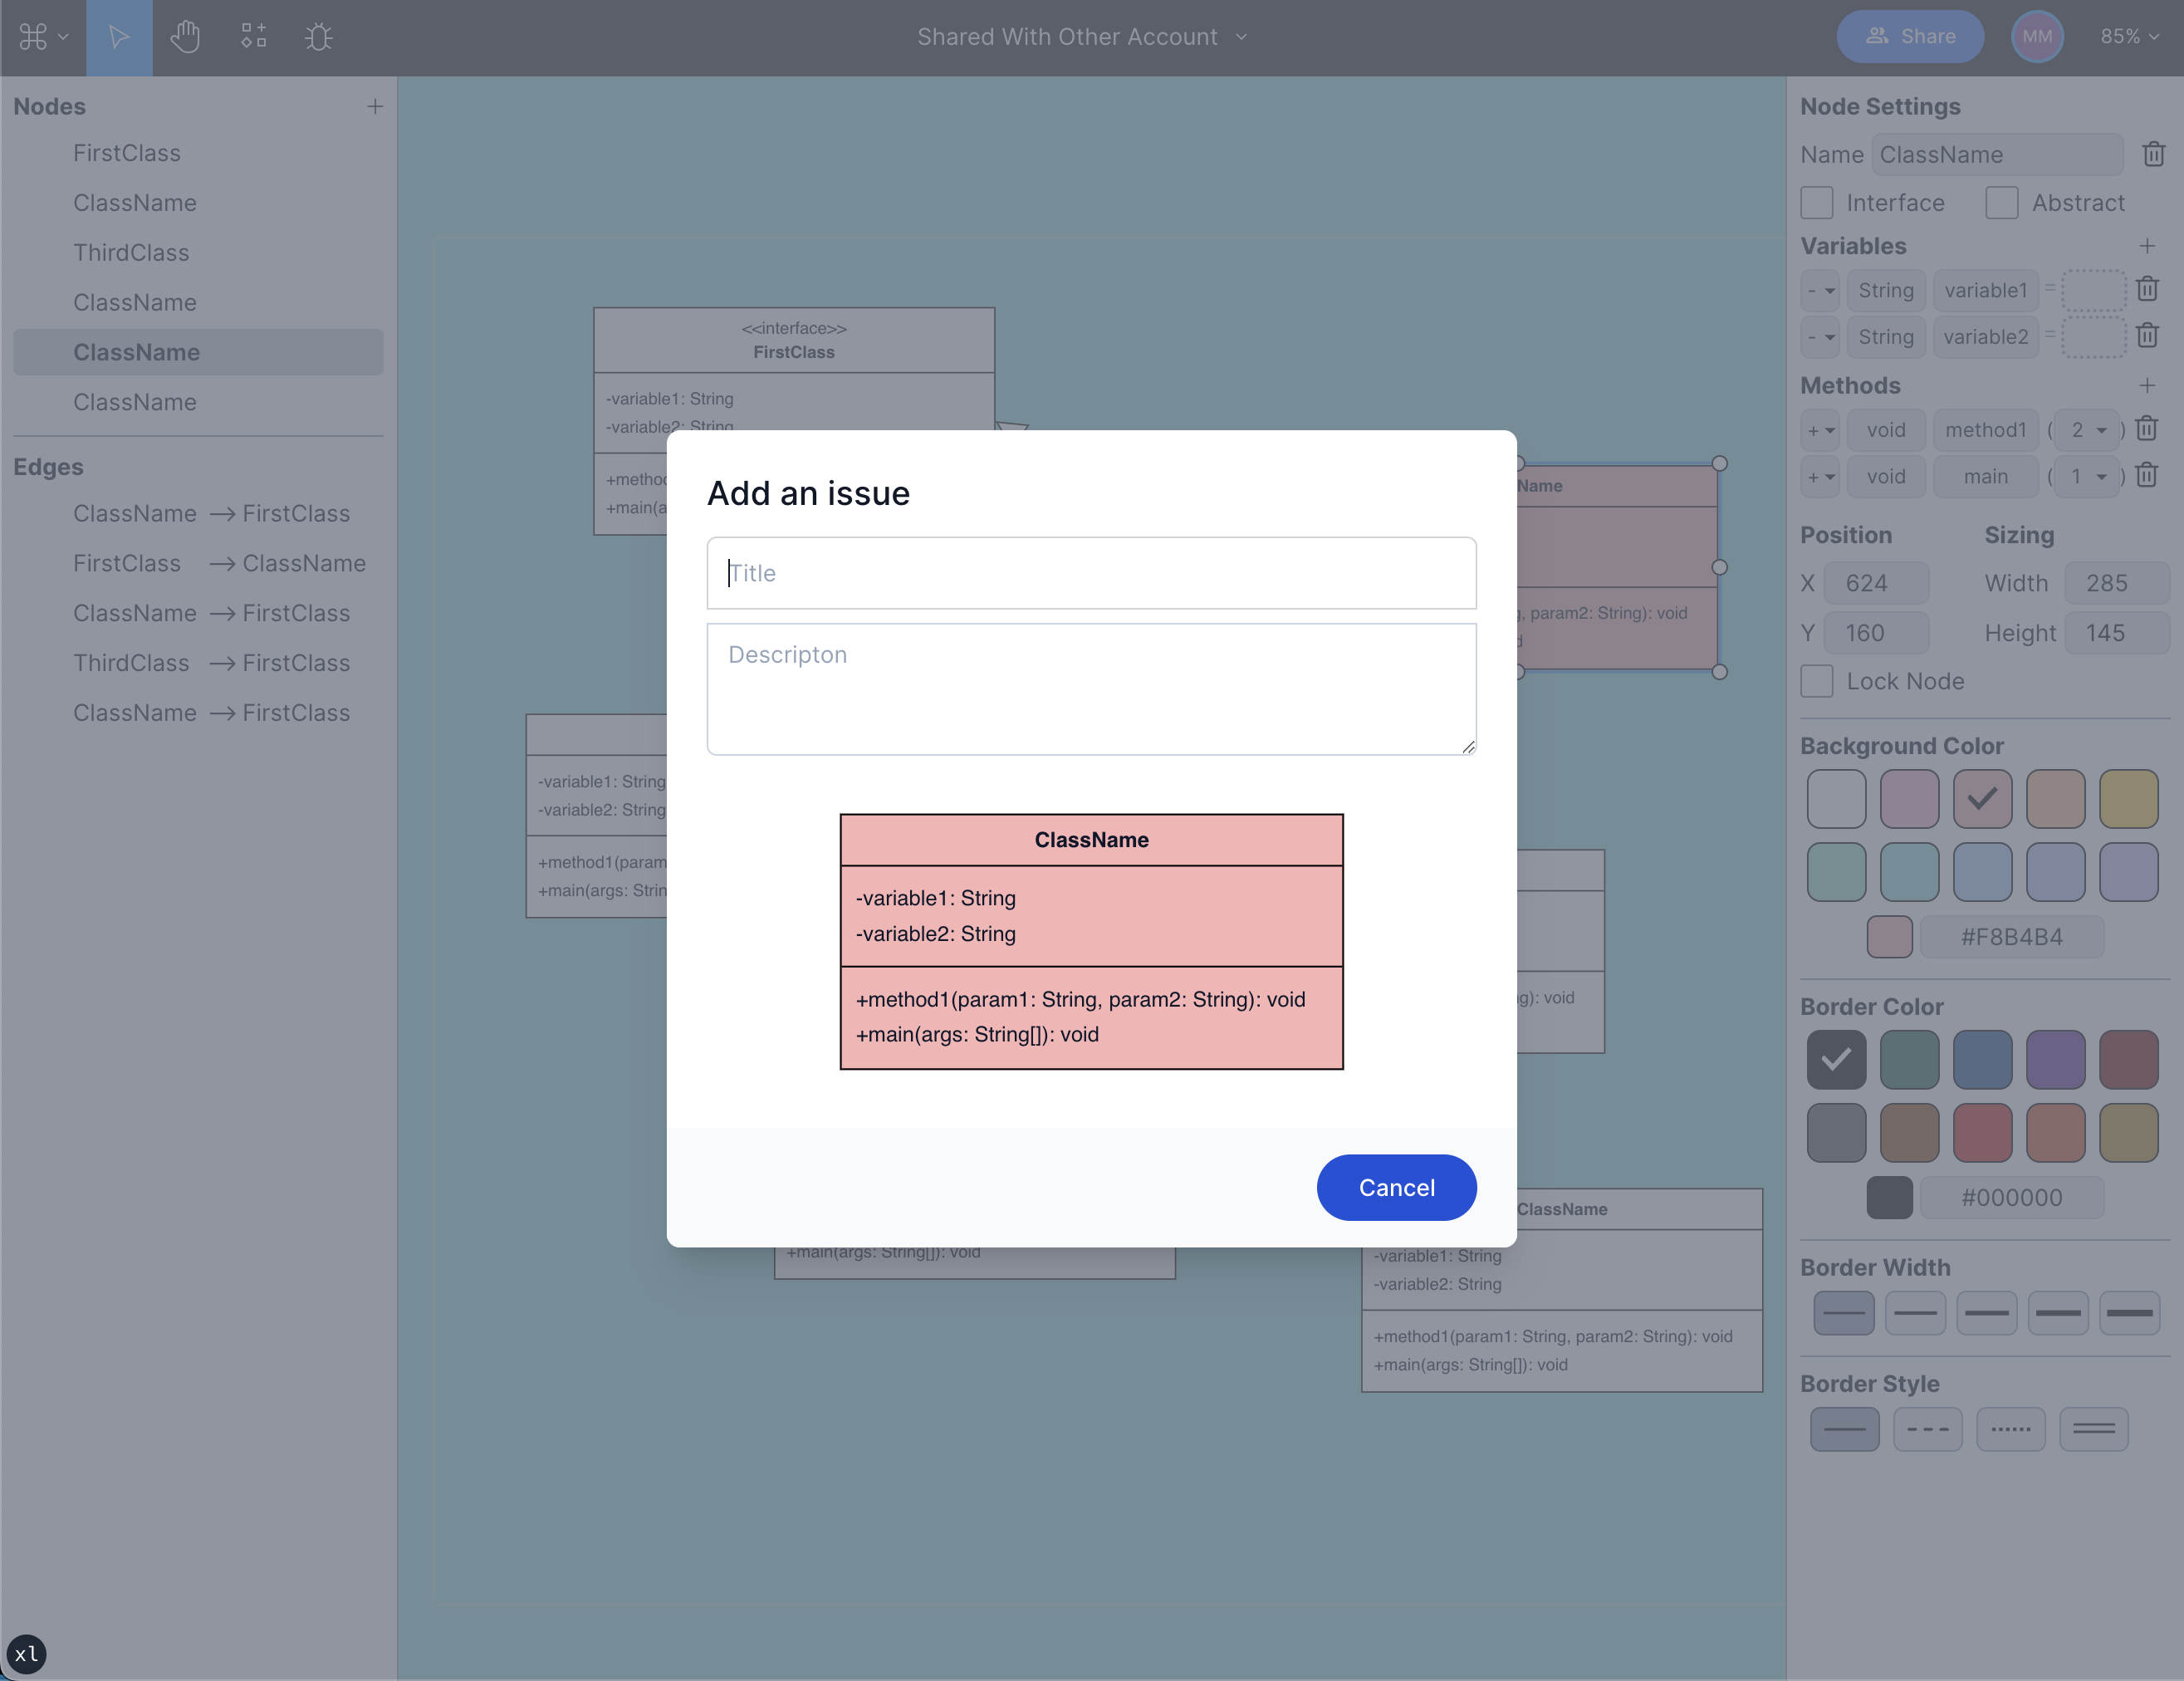 Shared With Other Account
Share
MM
85%
Nodes
FirstClass
ClassName
ThirdClass
ClassName
ClassName
ClassName
Edges
ClassName → FirstClass
FirstClass → ClassName
ClassName → FirstClass
ThirdClass → FirstClass
ClassName → FirstClass
<<interface>>
FirstClass
-variable1: String
-variable2: String
+metho
+main(a
Name
, param2: String): void
-variable1: String
-variable2: String
+method1(param
+main(args: Strin
g): void
+main(args: String[]): void
ClassName
-variable1: String
-variable2: String
+method1(param1: String, param2: String): void
+main(args: String[]): void
Add an issue
Title
Descripton
ClassName
-variable1: String
-variable2: String
+method1(param1: String, param2: String): void
+main(args: String[]): void
Cancel
Node Settings
Name ClassName
Interface Abstract
Variables
- String variable1 =
- String variable2 =
Methods
+ void method1 ( 2 )
+ void main ( 1 )
Position Sizing
X 624 Width 285
Y 160 Height 145
Lock Node
Background Color
#F8B4B4
Border Color
#000000
Border Width
Border Style
xl